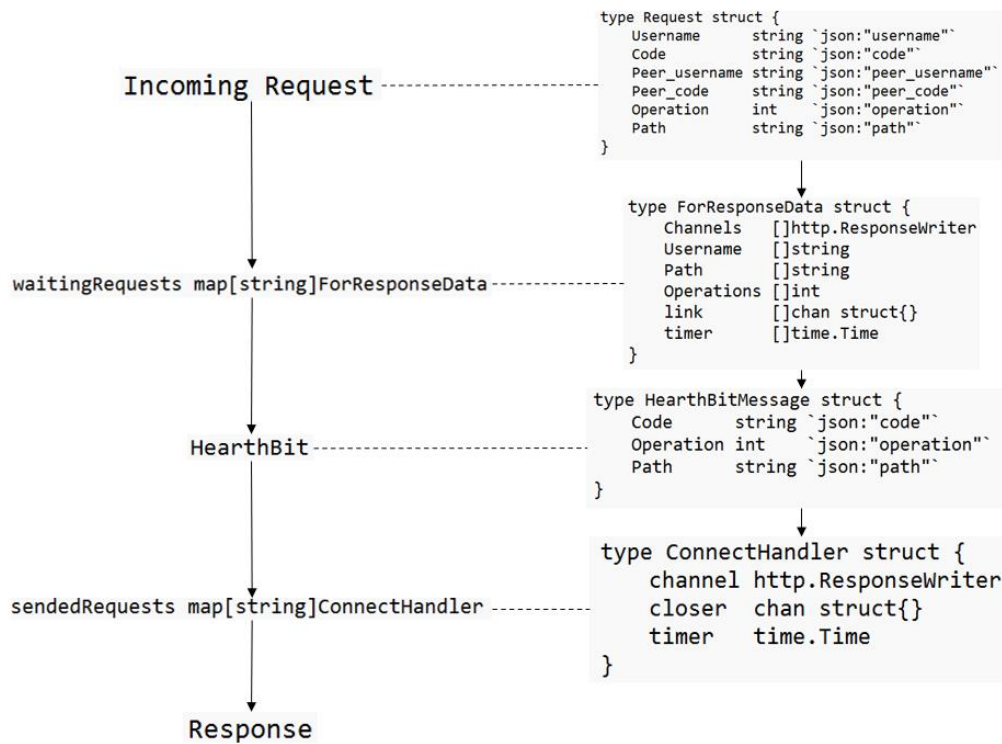 type Request struct {
Username string `json:"username"`
Code string `json:"code"`
Peer_username string `json:"peer_username"`
Peer_code string `json:"peer_code"`
Operation int `json:"operation"`
Path string `json:"path"`
}
Incoming Request
type ForResponseData struct {
Channels []http.ResponseWriter
Username []string
Path []string
Operations []int
link []chan struct{}
timer []time.Time
}
waitingRequests map[string]ForResponseData
type HearthBitMessage struct {
Code string `json:"code"`
Operation int `json:"operation"`
Path string `json:"path"`
}
HearthBit
type ConnectHandler struct {
channel http.ResponseWriter
closer chan struct{}
timer time.Time
}
sendedRequests map[string]ConnectHandler
Response